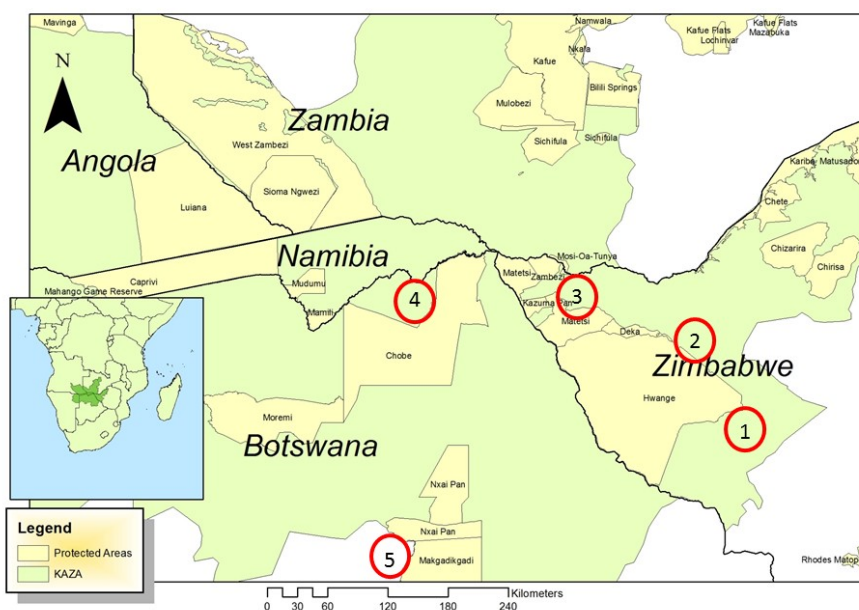 Mavinga
Namwala
Kafue Flats
Lochinvar
Kafue Flats
Mazabuka
N
Nkala
Kafue
Bilili Springs
Mulobezi
Zambia
Sichifula
Sichifula
West Zambezi
Angola
Kariba
Matusadon
Sioma Ngwezi
Luiana
Chete
Namibia
Chizarira
Mosi-Oa-Tunya
Chirisa
Matetsi
Zambezi
Caprivi
Mudumu
Mahango Game Reserve
4
3
Kazuma Pan
Mamili
Matetsi
Deka
2
Chobe
Zimbabwe
Hwange
Moremi
1
Botswana
Nxai Pan
Legend
Nxai Pan
Protected Areas
5
Makgadikgadi
KAZA
Rhodes Matop
Kilometers
0 30 60 120 180 240